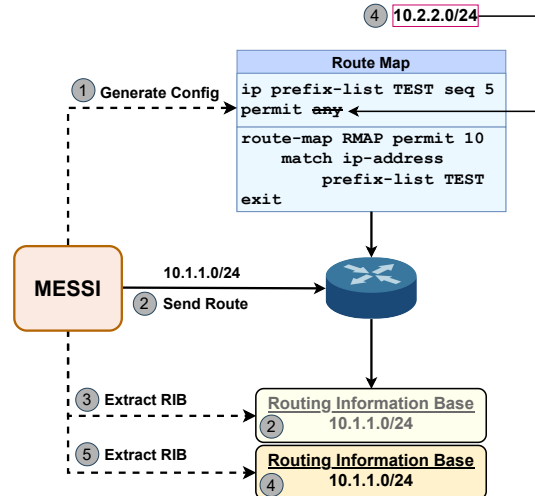 4 10.2.2.0/24
Route Map
1 Generate Config
ip prefix-list TEST seq 5
permit any
route-map RMAP permit 10
match ip-address
prefix-list TEST
exit
MESSI
10.1.1.0/24
2 Send Route
3 Extract RIB
Routing Information Base
2 10.1.1.0/24
5 Extract RIB
Routing Information Base
10.1.1.0/24
4